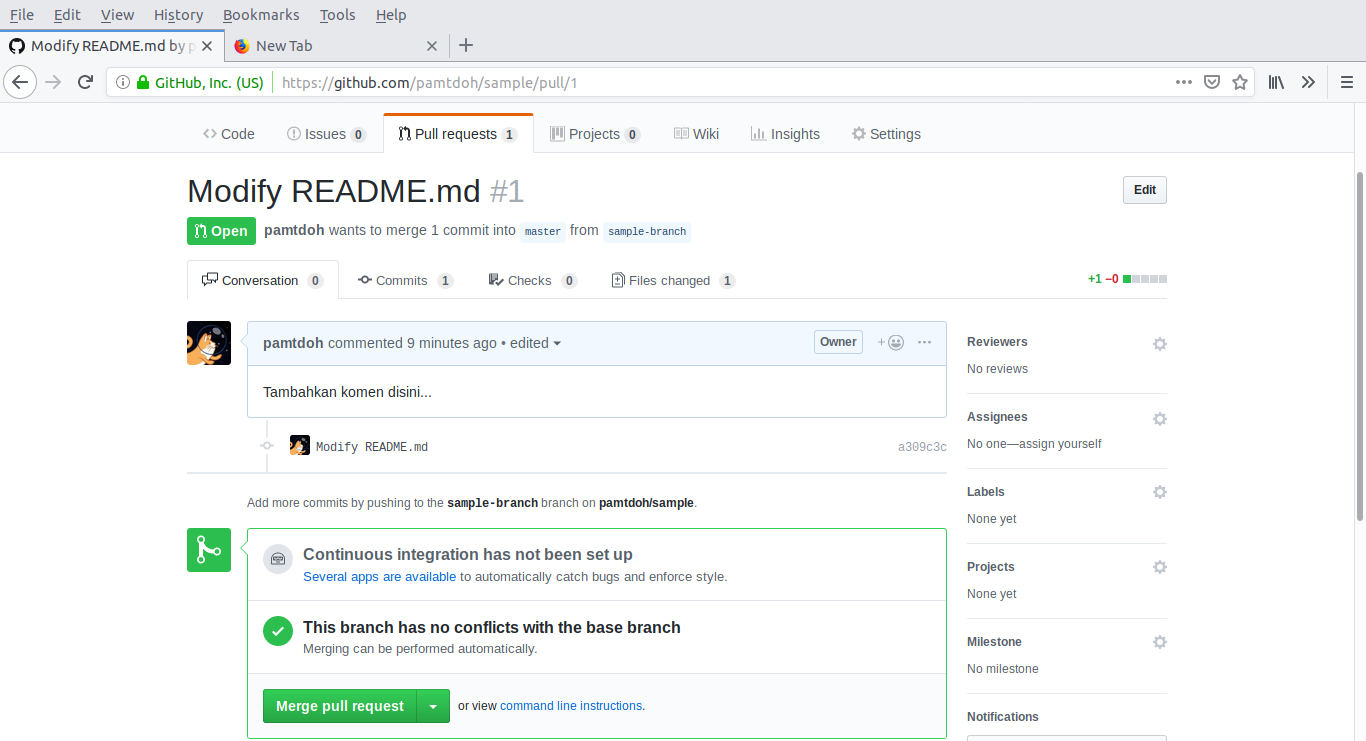 File Edit View History Bookmarks Tools Help
Modify README.md by p New Tab
GitHub, Inc. (US) https://github.com/pamtdoh/sample/pull/1
Code Issues 0 Pull requests 1 Projects 0 Wiki Insights Settings
Modify README.md #1 Edit
Open pamtdoh wants to merge 1 commit into master from sample-branch
Conversation 0 Commits 1 Checks 0 Files changed 1 +1 −0
pamtdoh commented 9 minutes ago • edited Owner
Tambahkan komen disini...
Modify README.md a309c3c
Add more commits by pushing to the sample-branch branch on pamtdoh/sample.
Continuous integration has not been set up
Several apps are available to automatically catch bugs and enforce style.
This branch has no conflicts with the base branch
Merging can be performed automatically.
Merge pull request or view command line instructions.
Reviewers
No reviews
Assignees
No one—assign yourself
Labels
None yet
Projects
None yet
Milestone
No milestone
Notifications